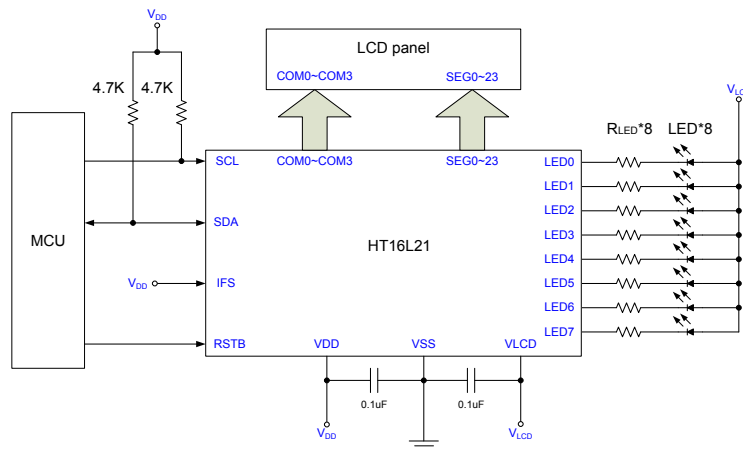 VDD
LCD panel
COM0~COM3 SEG0~23
4.7K 4.7K
VLC
RLED*8 LED*8
SCL COM0~COM3 SEG0~23 LED0
LED1
SDA LED2
MCU HT16L21 LED3
LED4
VDD IFS LED5
LED6
RSTB VDD VSS VLCD LED7
0.1uF 0.1uF
VDD VLCD